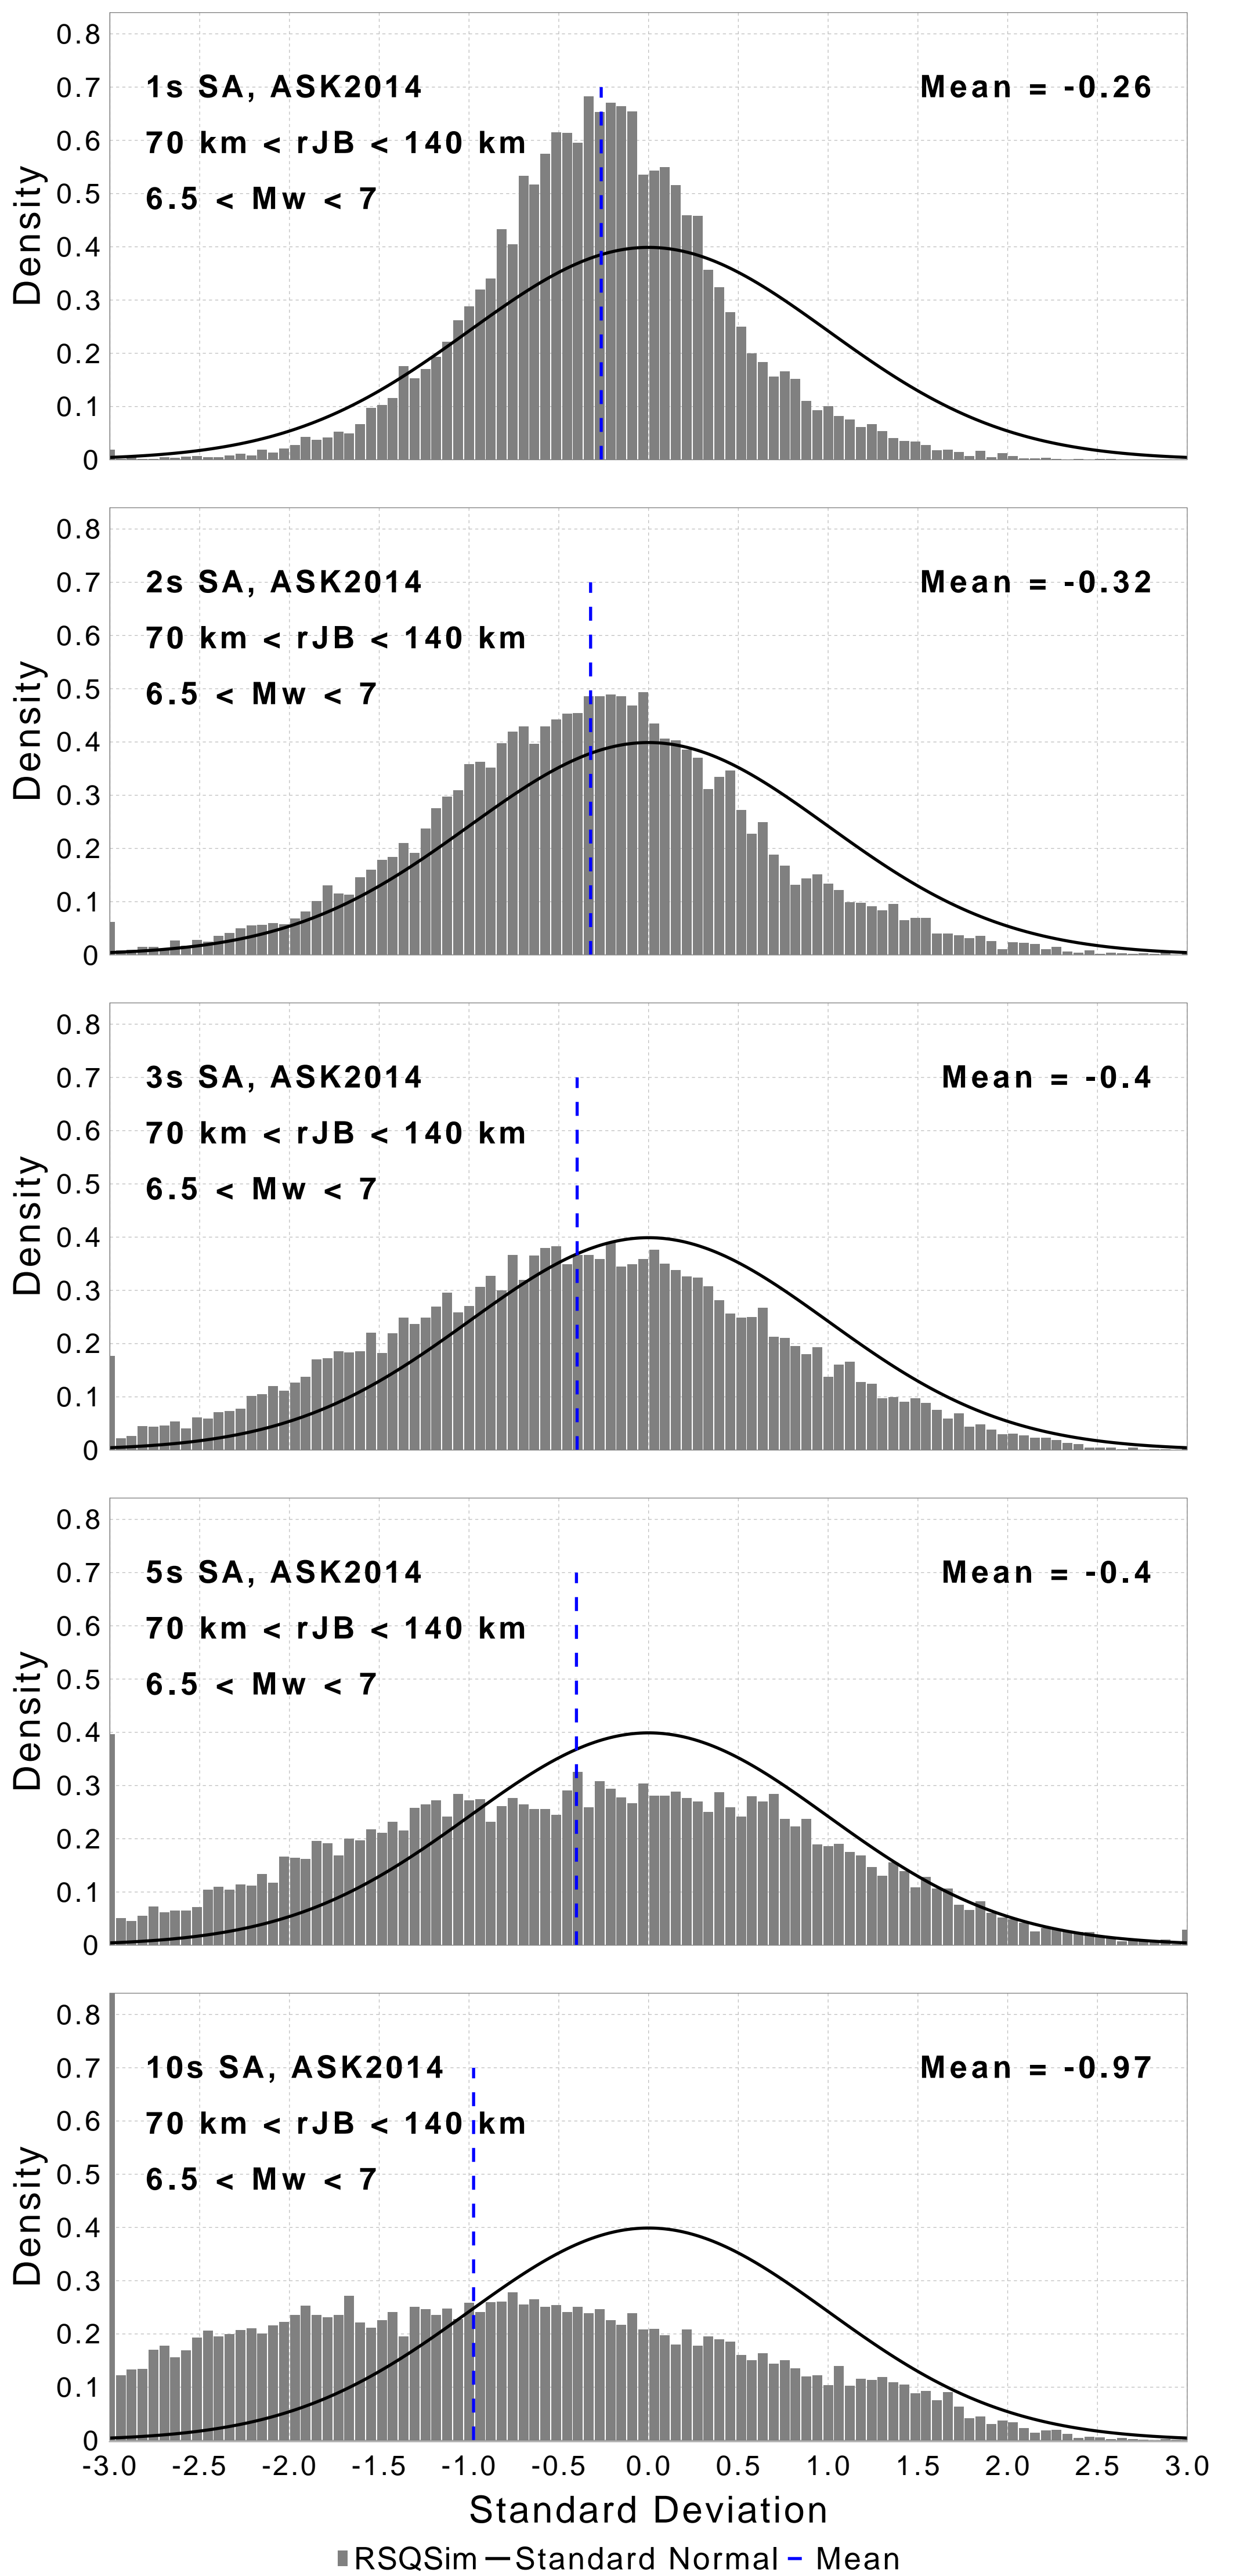 0.8
0.7
0.6
0.5
0.4
0.3
0.2
0.1
0
Density
1s SA, ASK2014
Mean = -0.26
70 km < rJB < 140 km
6.5 < Mw < 7
0.8
0.7
0.6
0.5
0.4
0.3
0.2
0.1
0
Density
2s SA, ASK2014
Mean = -0.32
70 km < rJB < 140 km
6.5 < Mw < 7
0.8
0.7
0.6
0.5
0.4
0.3
0.2
0.1
0
Density
3s SA, ASK2014
Mean = -0.4
70 km < rJB < 140 km
6.5 < Mw < 7
0.8
0.7
0.6
0.5
0.4
0.3
0.2
0.1
0
Density
5s SA, ASK2014
Mean = -0.4
70 km < rJB < 140 km
6.5 < Mw < 7
0.8
0.7
0.6
0.5
0.4
0.3
0.2
0.1
0
Density
10s SA, ASK2014
Mean = -0.97
70 km < rJB < 140 km
6.5 < Mw < 7
-3.0 -2.5 -2.0 -1.5 -1.0 -0.5 0.0 0.5 1.0 1.5 2.0 2.5 3.0
Standard Deviation
RSQSim Standard Normal Mean